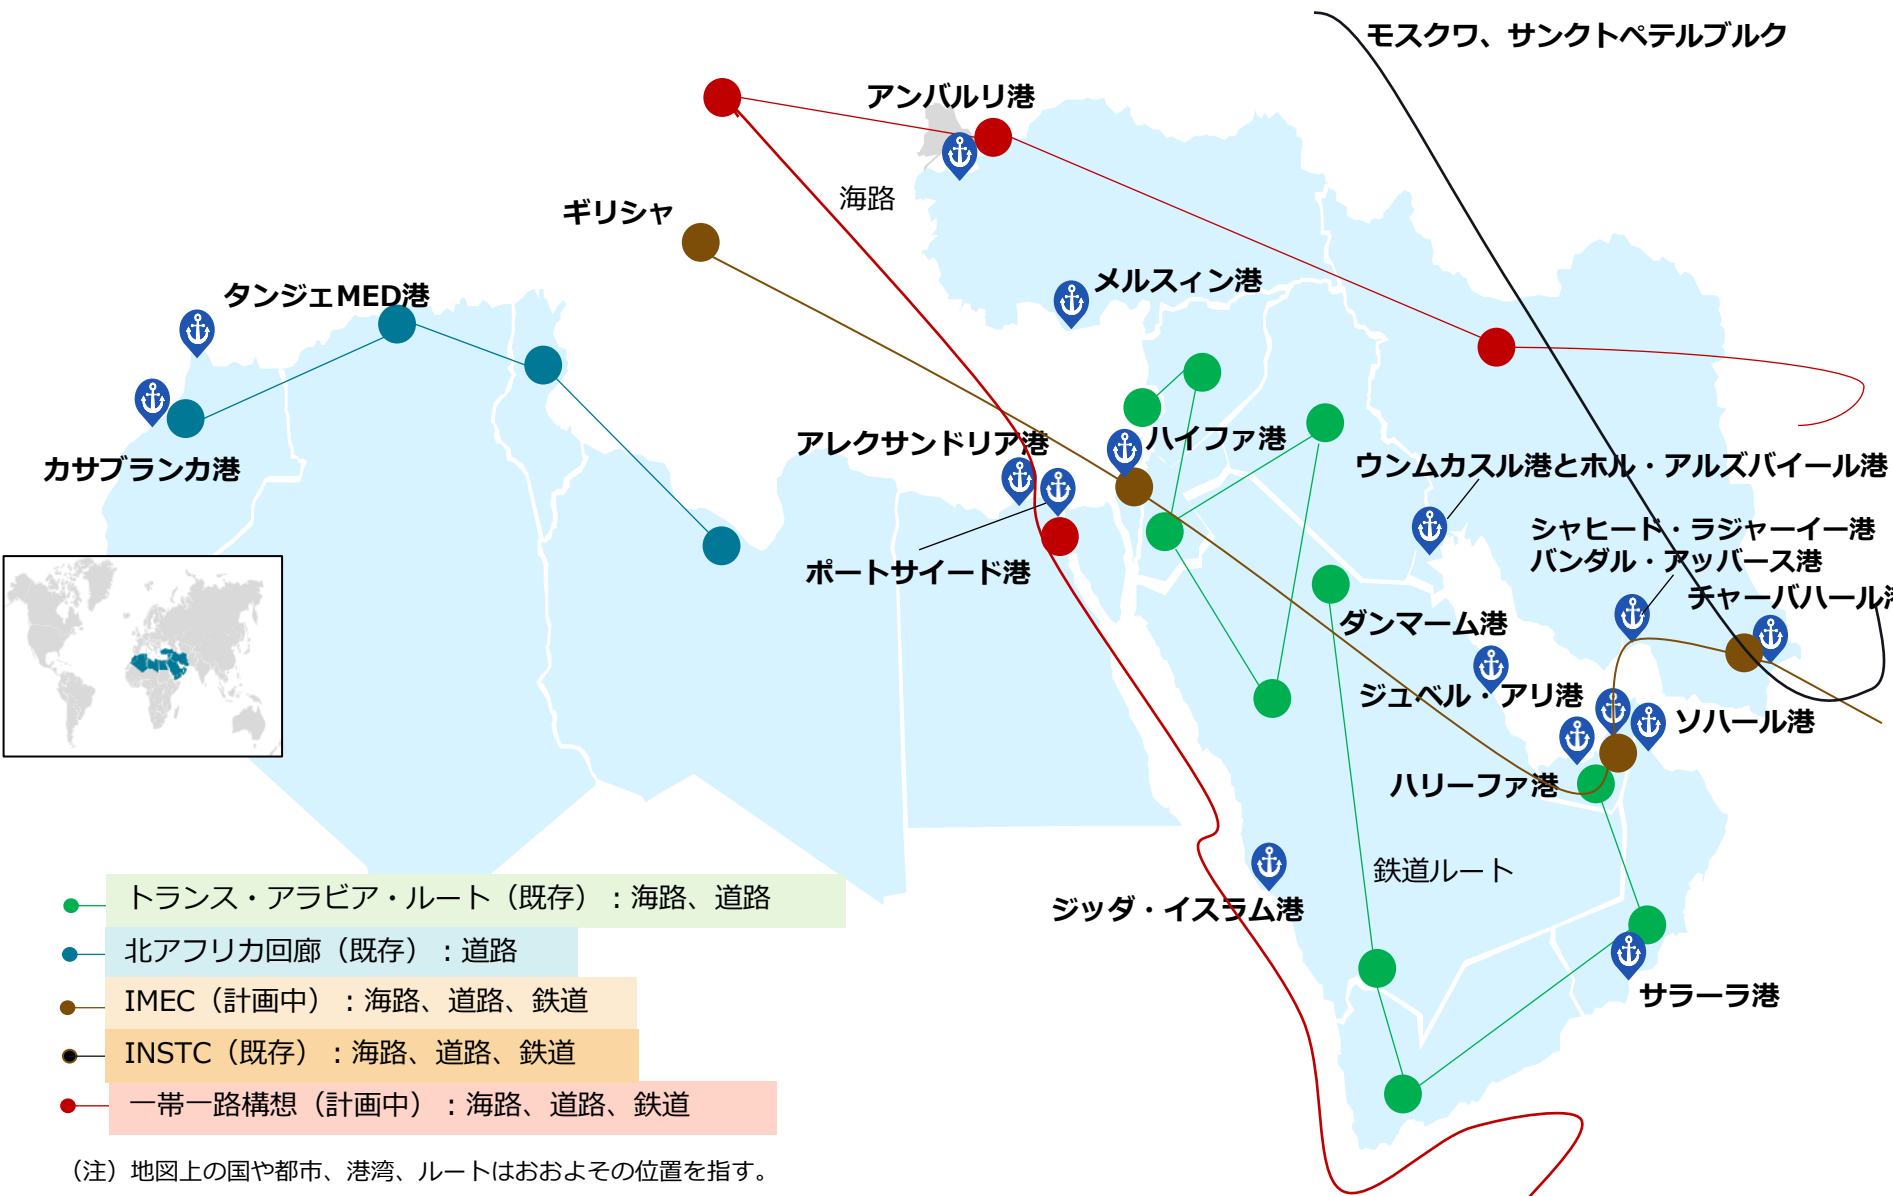 モスクワ、サンクトペテルブルク
アンバルリ港
海路
ギリシャ
メルスィン港
タンジェMED港
アレクサンドリア港
ハイファ港
カサブランカ港
ウンムカスル港とホル・アルズバイール港
シャヒード・ラジャーイー港
バンダル・アッバース港
ポートサイード港
チャーバハール港
ダンマーム港
ジュベル・アリ港
ソハール港
ハリーファ港
鉄道ルート
ジッダ・イスラム港
サラーラ港
トランス・アラビア・ルート（既存）：海路、道路
北アフリカ回廊（既存）：道路
IMEC（計画中）：海路、道路、鉄道
INSTC（既存）：海路、道路、鉄道
一帯一路構想（計画中）：海路、道路、鉄道
（注）地図上の国や都市、港湾、ルートはおおよその位置を指す。